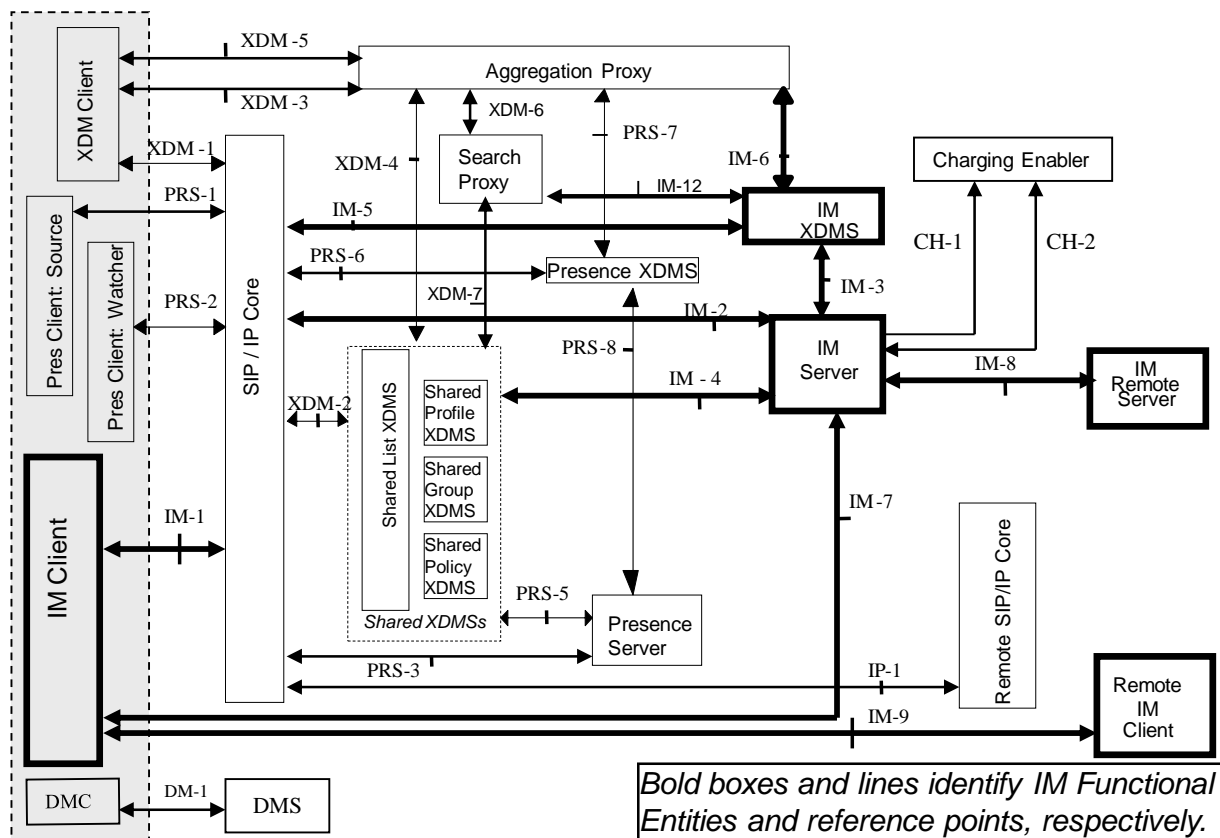 XDM -5
Aggregation Proxy
XDM Client
XDM-3
XDM-6
PRS-7
XDM-1
XDM-4
Search
Proxy
IM-6
Charging Enabler
PRS-1
IM-12
IM
XDMS
IM-5
CH-1
CH-2
Pres Client: Source
Pres Client: Watcher
PRS-6
Presence XDMS
PRS-2
XDM-7
IM-3
SIP / IP Core
IM -2
PRS-8
IM
Server
IM-8
IM
Remote
Server
IM - 4
XDM-2
Shared List XDMS
Shared
Profile
XDMS
Shared
Group
XDMS
Shared
Policy
XDMS
Shared XDMSs
IM-7
IM Client
IM-1
Remote SIP/IP Core
PRS-5
Presence
Server
PRS-3
IP-1
Remote
IM
Client
IM-9
DMC
DM-1
DMS
Bold boxes and lines identify IM Functional
Entities and reference points, respectively.